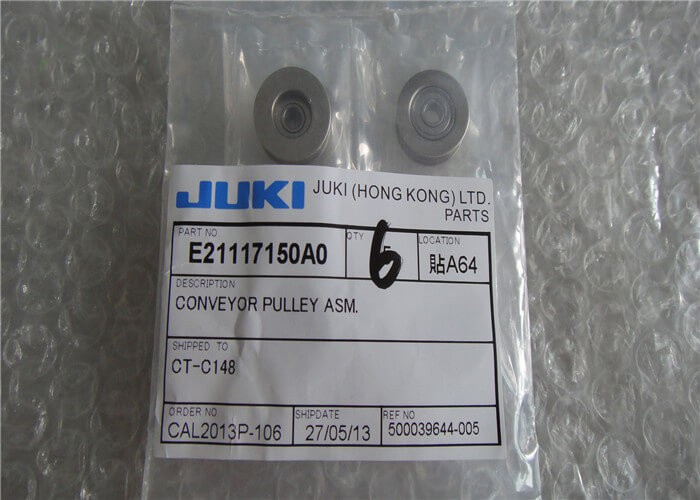 JUKI JUKI (HONG KONG) LTD.
PARTS
PART NO QTY LOCATION
E21117150A0 6 貼A64
DESCRIPTION
CONVEYOR PULLEY ASM.
SHIPPED TO
CT-C148
ORDER NO SHIPDATE REF NO
CAL2013P-106 27/05/13 500039644-005